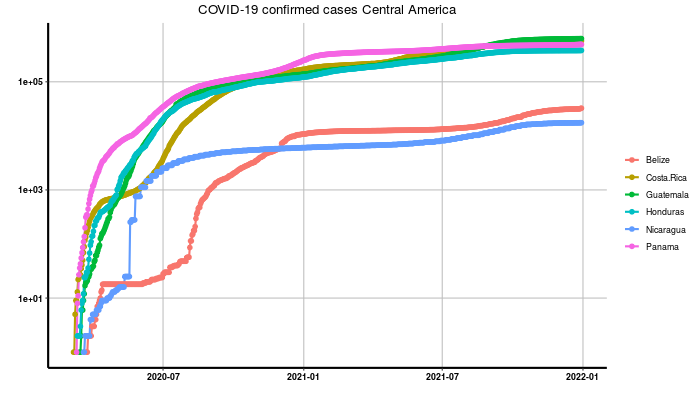 COVID-19 confirmed cases Central America
1e+05
1e+03
1e+01
2020-07
2021-01
2021-07
2022-01
Belize
Costa.Rica
Guatemala
Honduras
Nicaragua
Panama